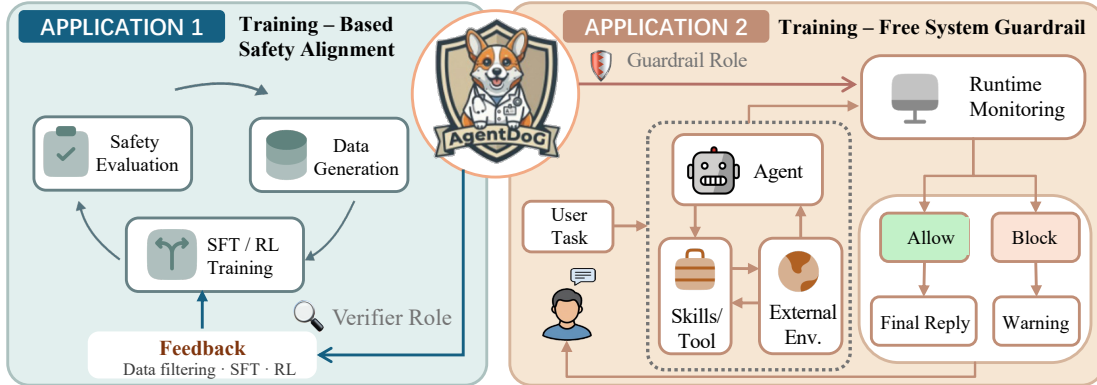 APPLICATION 1
Training – Based
Safety Alignment
Safety
Evaluation
Data
Generation
SFT / RL
Training
Verifier Role
Feedback
Data filtering · SFT · RL
AgentDoG
APPLICATION 2
Training – Free System Guardrail
Guardrail Role
Runtime
Monitoring
Agent
User
Task
Skills/
Tool
External
Env.
Allow
Block
Final Reply
Warning